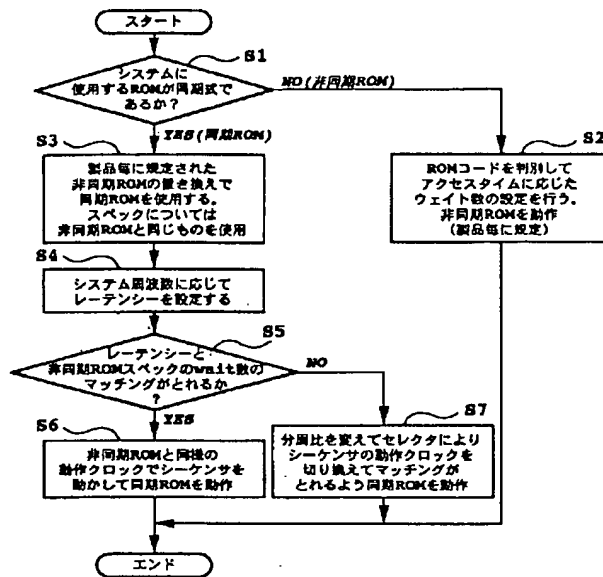 スタート
S1
システムに
使用するROMが同期式で
あるか？
NO(非同期ROM)
YES(同期ROM)
S2
ROMコードを判別して
アクセスタイムに応じた
ウェイト数の設定を行う。
非同期ROMを動作
(製品毎に規定)
S3
製品毎に規定された
非同期ROMの置き換えで
同期ROMを使用する。
スペックについては
非同期ROMと同じものを使用
S4
システム周波数に応じて
レーテンシーを設定する
S5
レーテンシーと
非同期ROMスペックのwait数の
マッチングがとれるか
？
NO
YES
S6
非同期ROMと同様の
動作クロックでシーケンサを
動かして同期ROMを動作
S7
分周比を変えてセレクタにより
シーケンサの動作クロックを
切り換えてマッチングが
とれるよう同期ROMを動作
エンド